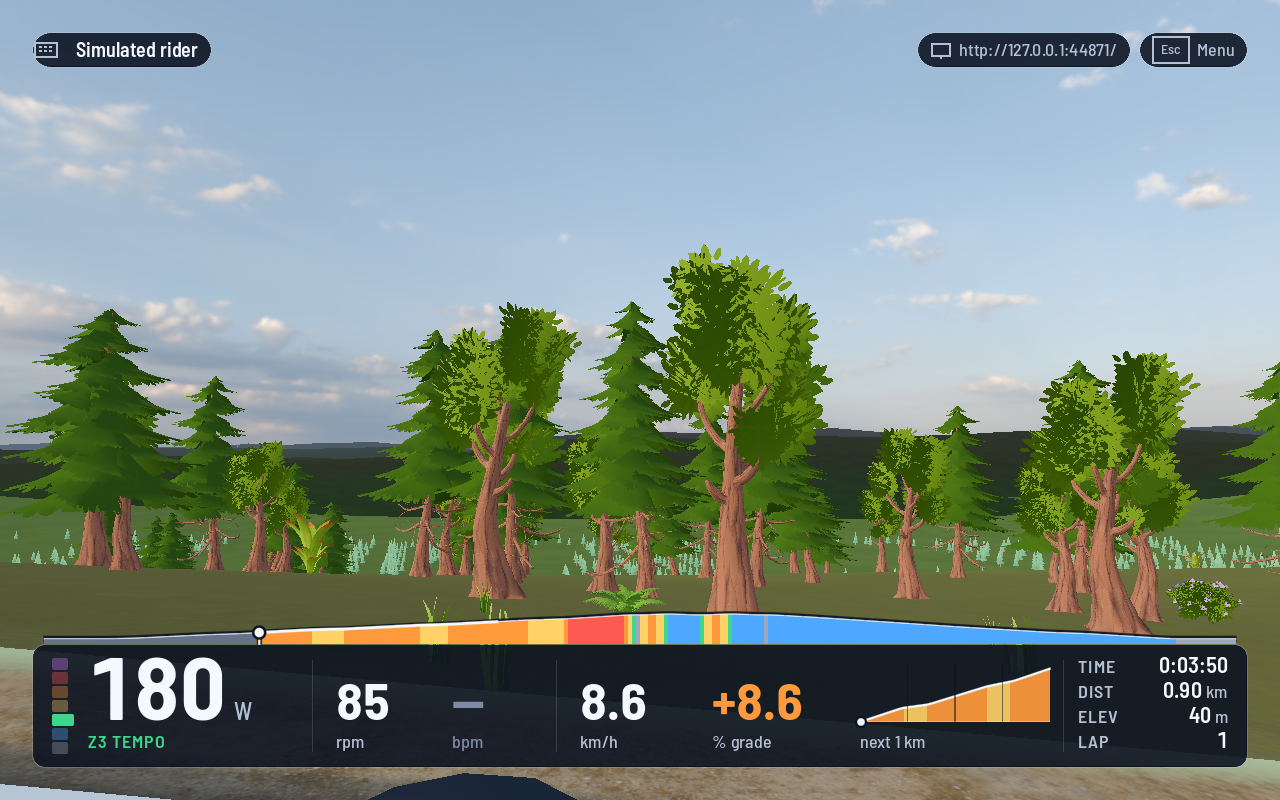 Simulated rider
http://127.0.0.1:44871/
Esc Menu
180 W
Z3 TEMPO
85
rpm
—
bpm
8.6
km/h
+8.6
% grade
next 1 km
TIME 0:03:50
DIST 0.90 km
ELEV 40 m
LAP 1